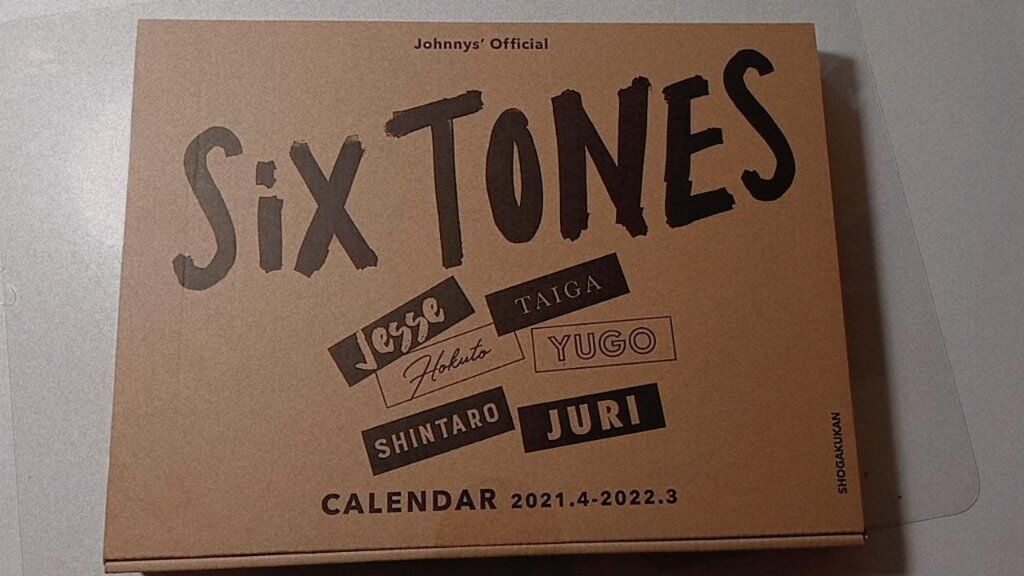 Johnnys' Official
SixTONES
Jesse
TAIGA
Hokuto
YUGO
SHINTARO
JURI
CALENDAR 2021.4-2022.3
SHOGAKUKAN